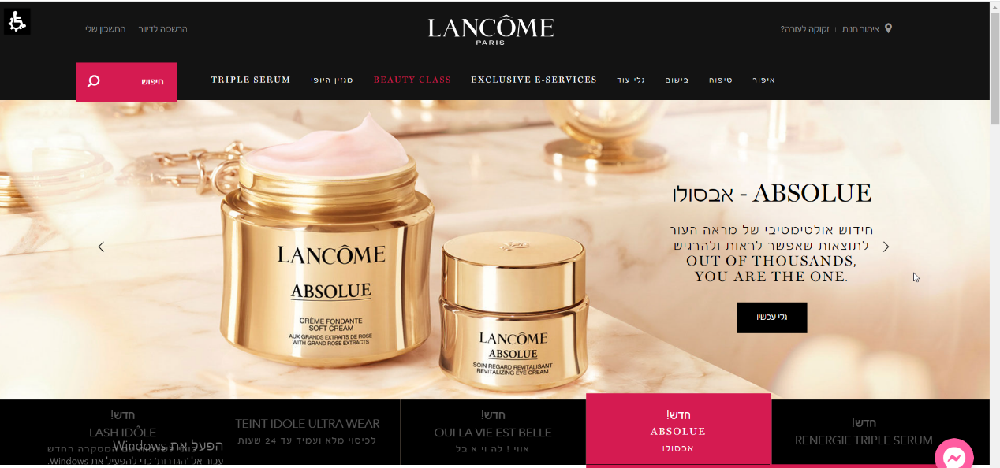 LANCÔME
PARIS
איתור חנות
זקוקה לעזרה?
הרשמה לדיוור
החשבון שלי
איפור
טיפוח
בישום
גלי עוד
EXCLUSIVE E-SERVICES
BEAUTY CLASS
מגזין היופי
TRIPLE SERUM
חיפוש
ABSOLUE - אבסולו
חידוש אולטימטיבי של מראה העור
לתוצאות שאפשר לראות ולהרגיש
OUT OF THOUSANDS,
YOU ARE THE ONE.
גלי עכשיו
LANCÔME
ABSOLUE
CRÈME FONDANTE
SOFT CREAM
AUX GRANDS EXTRAITS DE ROSE
WITH GRAND ROSE EXTRACTS
LANCÔME
ABSOLUE
SOIN REGARD REVITALISANT
REVITALIZING EYE CREAM
חדש!
RENERGIE TRIPLE SERUM
חדש!
ABSOLUE
אבסולו
חדש!
OUI LA VIE EST BELLE
אווי ! לה וי א בל
TEINT IDOLE ULTRA WEAR
לכיסוי מלא ועמיד עד 24 שעות
חדש!
LASH IDÔLE
המסקרה החדש
הפעל את Windows
עבור אל 'הגדרות' כדי להפעיל את Windows.